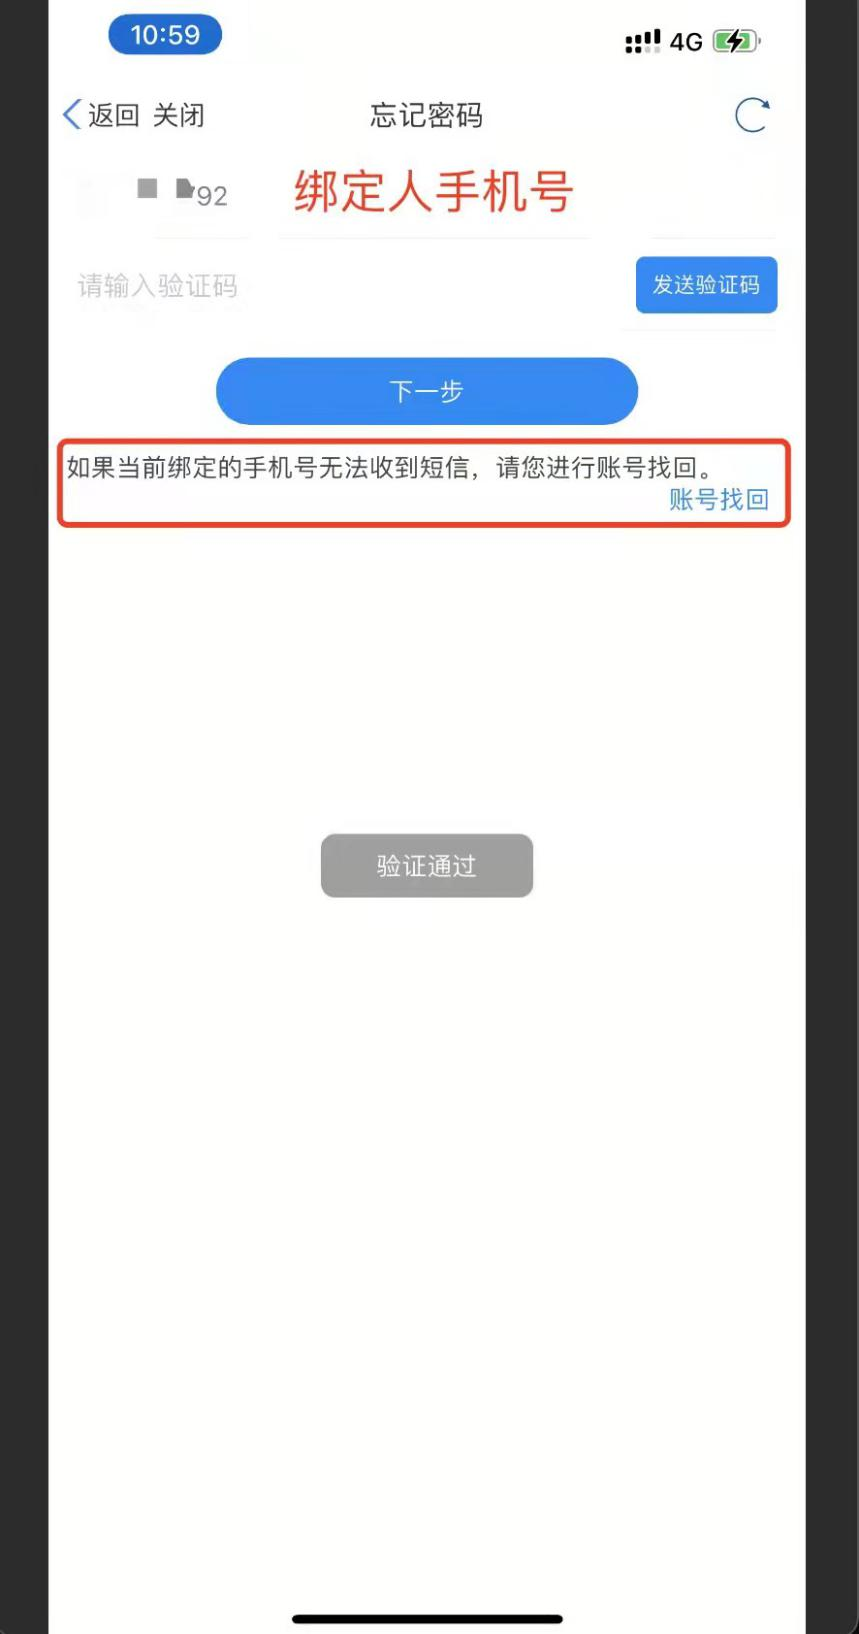 10:59
4G
返回 关闭 忘记密码
92 绑定人手机号
请输入验证码 发送验证码
下一步
如果当前绑定的手机号无法收到短信，请您进行账号找回。
账号找回
验证通过